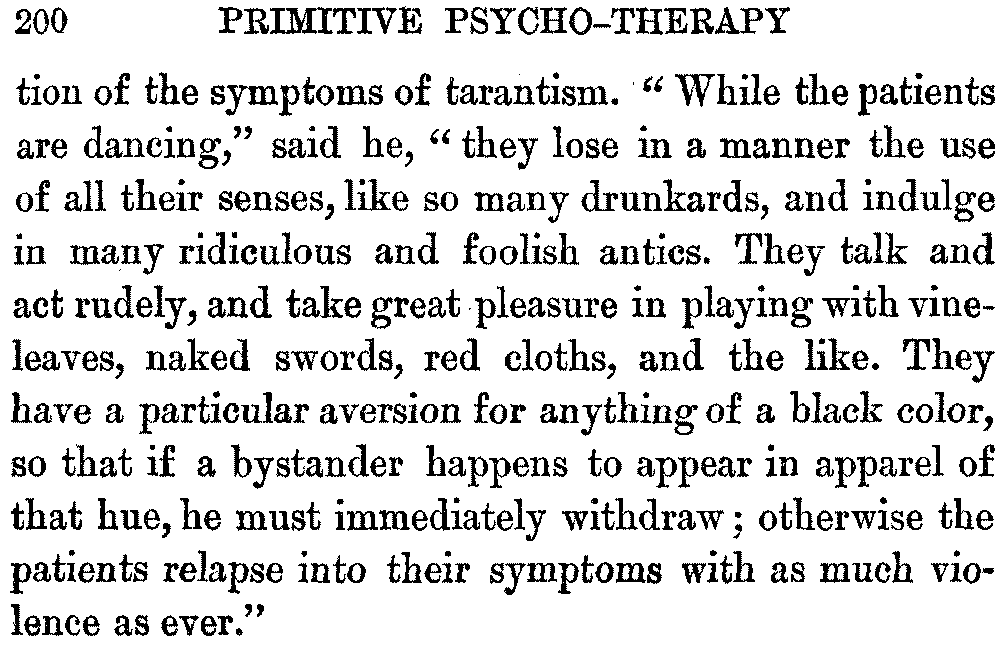 200 PRIMITIVE PSYCHO-THERAPY
tion of the symptoms of tarantism. “ While the patients
are dancing,” said he, “ they lose in a manner the use
of all their senses, like so many drunkards, and indulge
in many ridiculous and foolish antics. They talk and
act rudely, and take great pleasure in playing with vine-
leaves, naked swords, red cloths, and the like. They
have a particular aversion for anything of a black color,
so that if a bystander happens to appear in apparel of
that hue, he must immediately withdraw ; otherwise the
patients relapse into their symptoms with as much vio-
lence as ever.”